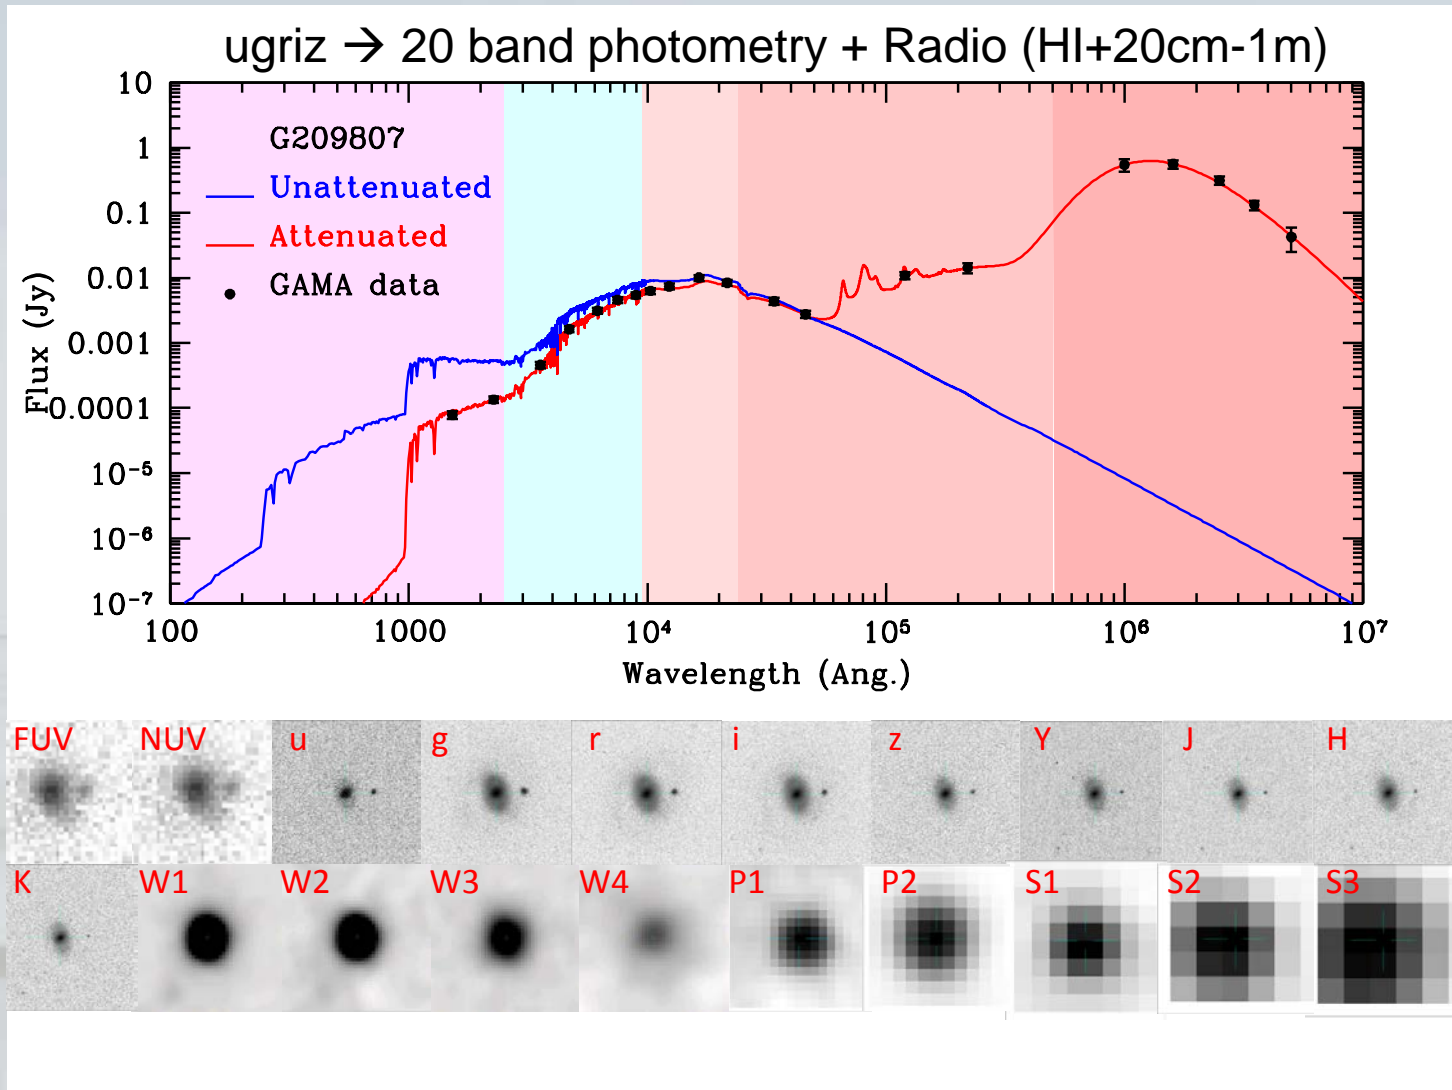 ugriz → 20 band photometry + Radio (HI+20cm-1m)
10
1
0.1
0.01
0.001
0.0001
10⁻⁵
10⁻⁶
10⁻⁷
Flux (Jy)
G209807
Unattenuated
Attenuated
GAMA data
100 1000 10⁴ 10⁵ 10⁶ 10⁷
Wavelength (Ang.)
FUV NUV u g r i z Y J H
K W1 W2 W3 W4 P1 P2 S1 S2 S3